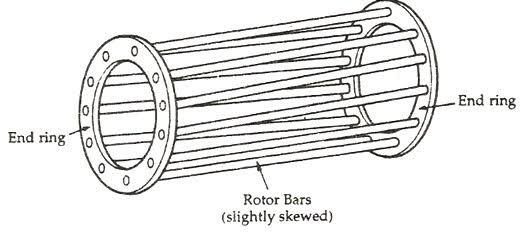 End ring
End ring
Rotor Bars
(slightly skewed)